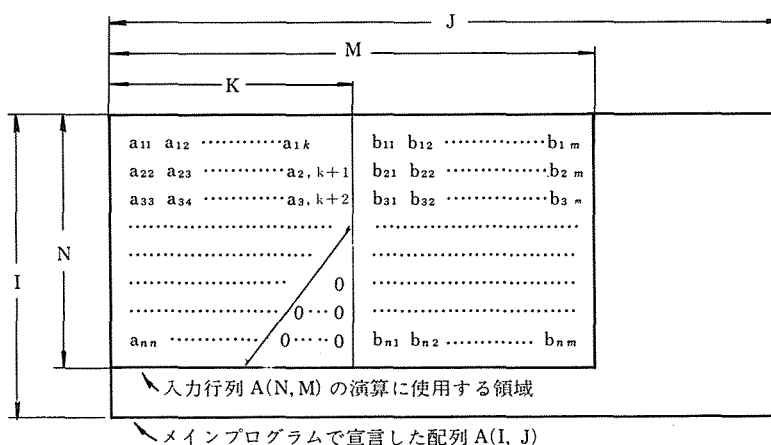 J
M
K
a11 a12 ··········a1k b11 b12 ··············b1m
a22 a23 ··········a2, k+1 b21 b22 ··············b2m
a33 a34 ··········a3, k+2 b31 b32 ··············b3m
································ ································
································ ································
N
I
························ 0 ································
························ 0···0 ································
ann ·············· 0·····0 bn1 bn2 ············ bnm
入力行列 A(N, M) の演算に使用する領域
メインプログラムで宣言した配列 A(I, J)